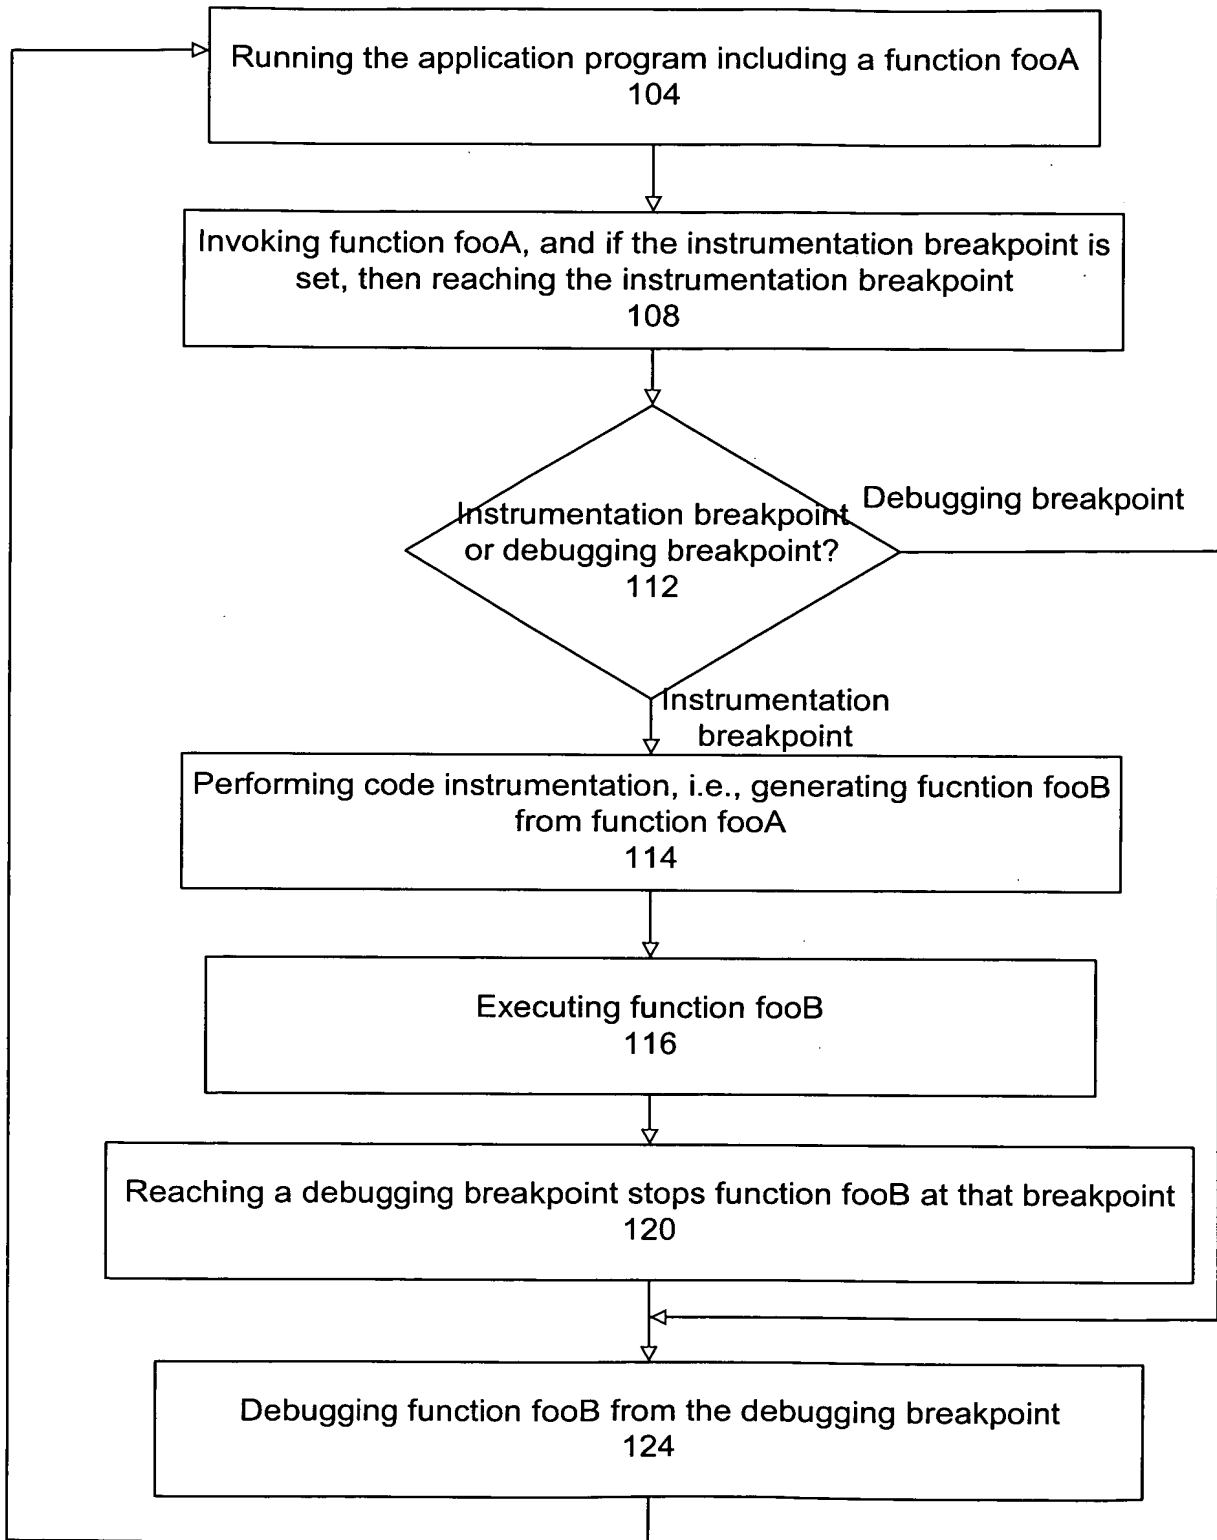 Running the application program including a function fooA
104
Invoking function fooA, and if the instrumentation breakpoint is
set, then reaching the instrumentation breakpoint
108
Debugging breakpoint
Instrumentation breakpoint
or debugging breakpoint?
112
Instrumentation
breakpoint
Performing code instrumentation, i.e., generating fucntion fooB
from function fooA
114
Executing function fooB
116
Reaching a debugging breakpoint stops function fooB at that breakpoint
120
Debugging function fooB from the debugging breakpoint
124